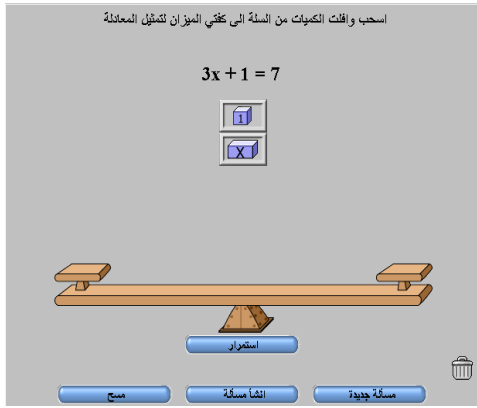 اسحب وافلت الكميات من السلة الى كفتي الميزان لتمثيل المعادلة
3x + 1 = 7
1
X
استمرار
مسألة جديدة
انشأ مسألة
مسح